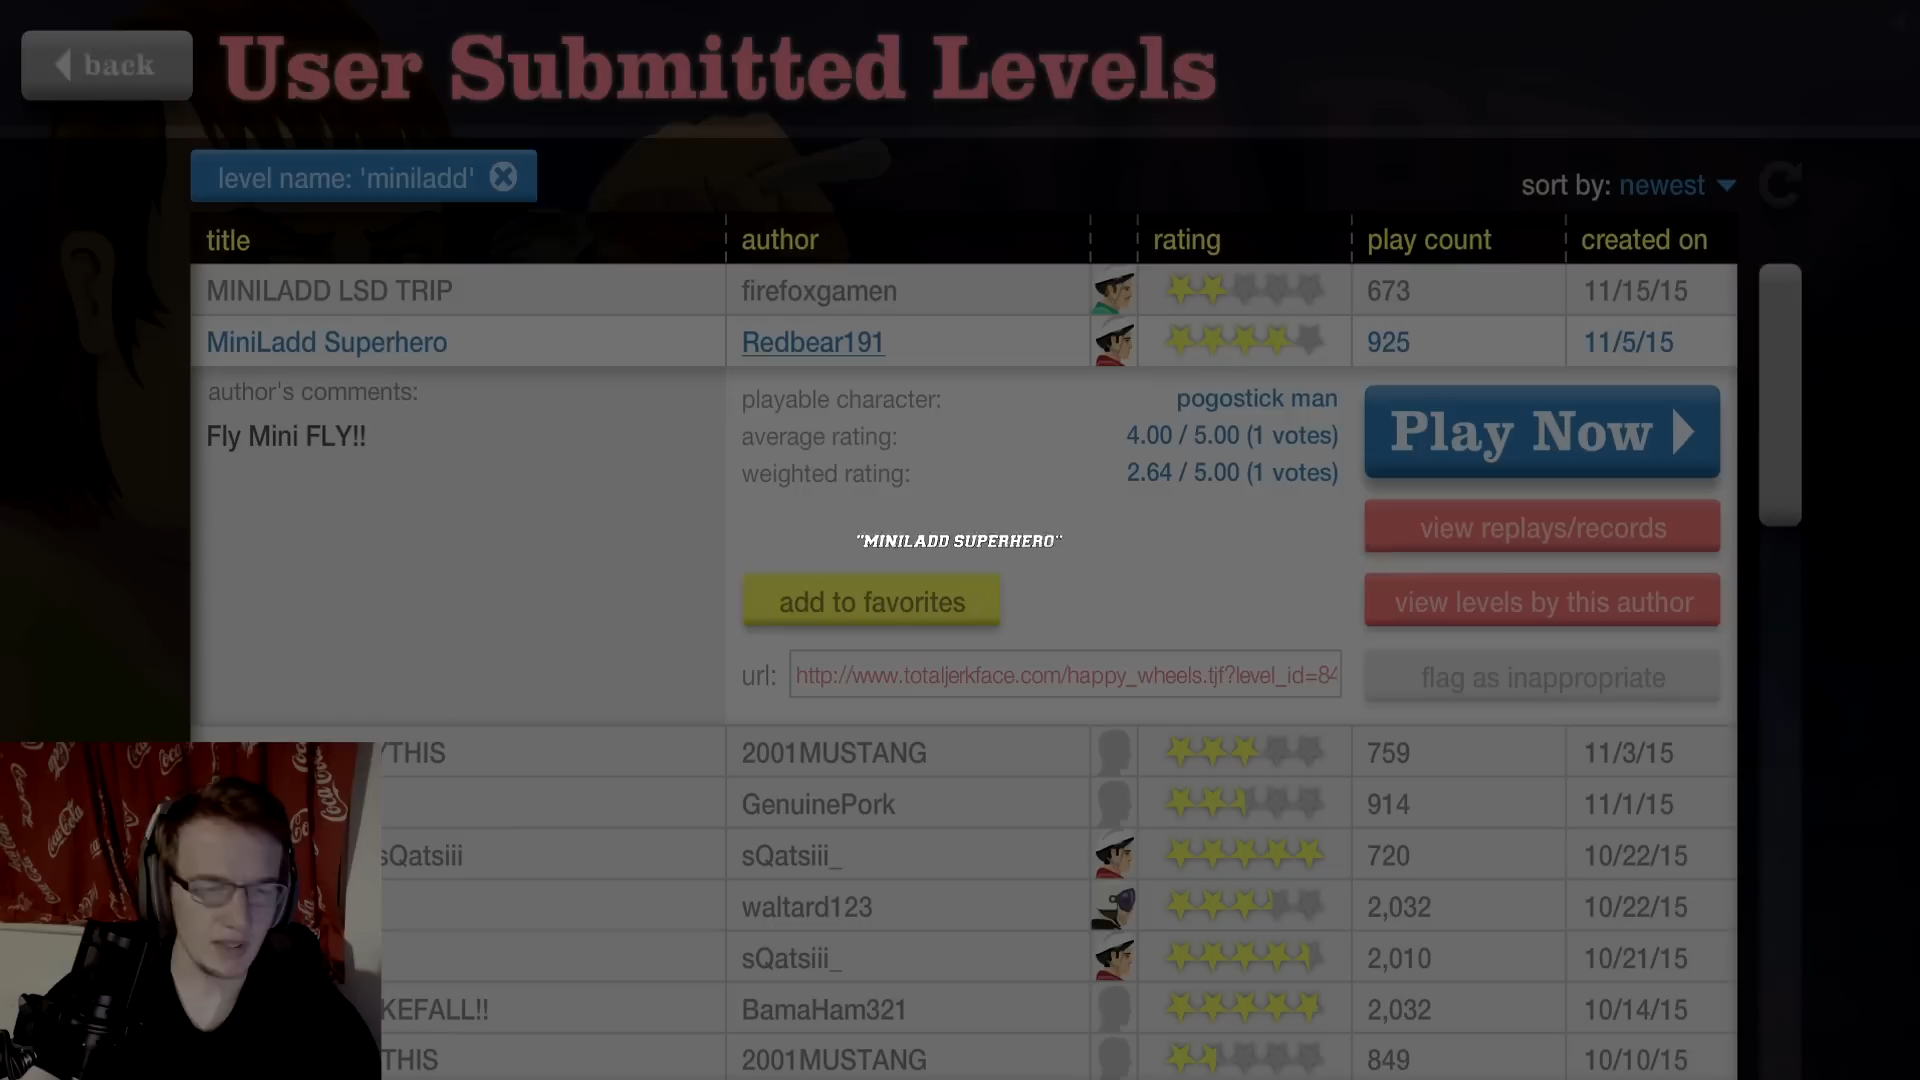 back
User Submitted Levels
level name: 'miniladd'
sort by: newest
title author rating play count created on
MINILADD LSD TRIP firefoxgamen 673 11/15/15
MiniLadd Superhero Redbear191 925 11/5/15
author's comments:
Fly Mini FLY!!
playable character: pogostick man
average rating: 4.00 / 5.00 (1 votes)
weighted rating: 2.64 / 5.00 (1 votes)
Play Now
view replays/records
"MINILADD SUPERHERO"
add to favorites
view levels by this author
url: http://www.totaljerkface.com/happy_wheels.tjf?level_id=84
flag as inappropriate
THIS 2001MUSTANG 759 11/3/15
GenuinePork 914 11/1/15
sQatsiii sQatsiii_ 720 10/22/15
waltard123 2,032 10/22/15
sQatsiii_ 2,010 10/21/15
KEFALL!! BamaHam321 2,032 10/14/15
THIS 2001MUSTANG 849 10/10/15
Coca-Cola